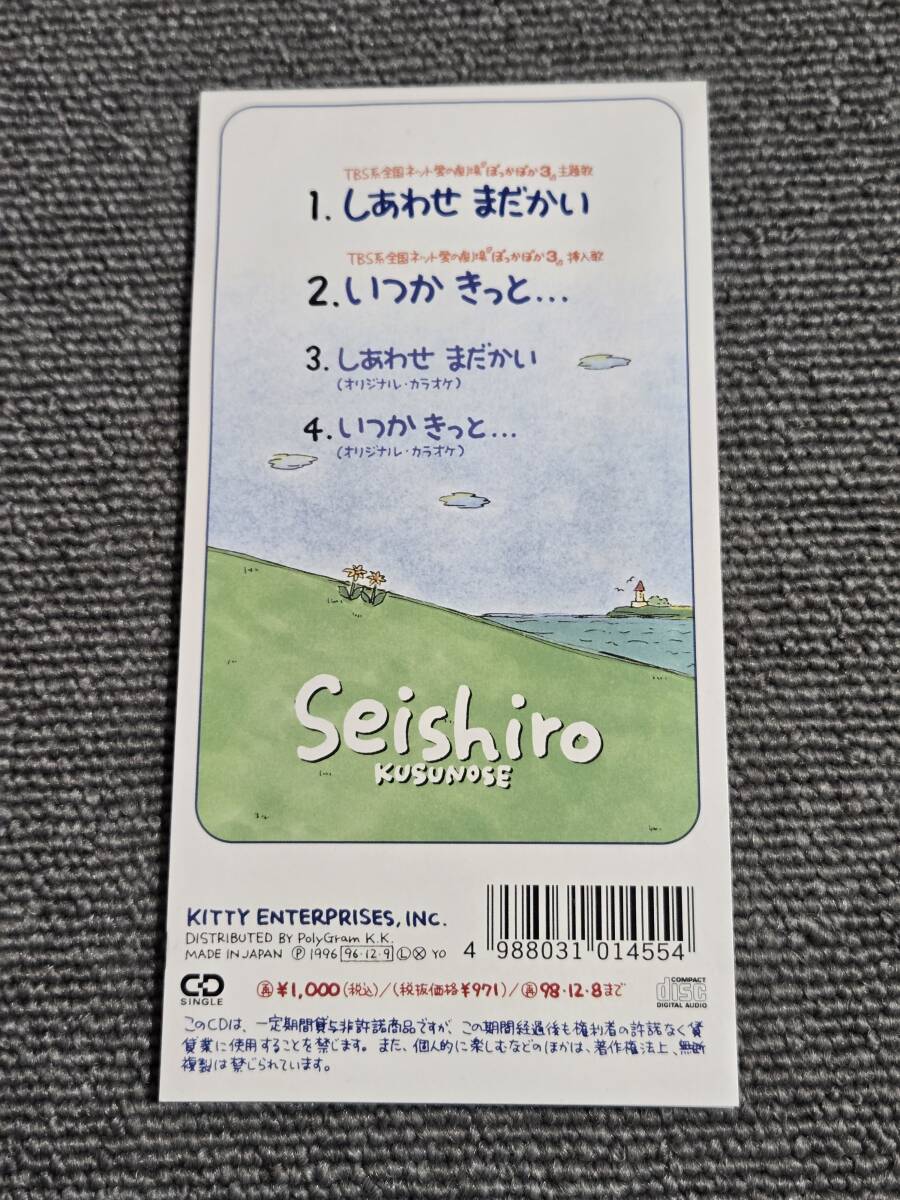 TBS系全国ネット愛の劇場『ぽっかぽか3』主題歌
1. しあわせ まだかい
TBS系全国ネット愛の劇場『ぽっかぽか3』挿入歌
2. いつか きっと...
3. しあわせ まだかい
(オリジナル・カラオケ)
4. いつか きっと...
(オリジナル・カラオケ)
Seishiro
KUSUNOSE
KITTY ENTERPRISES, INC.
DISTRIBUTED BY PolyGram K.K.
MADE IN JAPAN Ⓟ 1996 96・12・9 Ⓛ Ⓧ YO
4 988031 014554
CD
SINGLE
㋐¥1,000(税込)/(税抜価格¥971)/㋐98・12・8まで
COMPACT
disc
DIGITAL AUDIO
このCDは、一定期間貸与非許諾商品ですが、この期間経過後も権利者の許諾なく賃
貸業に使用することを禁じます。また、個人的に楽しむなどのほかは、著作権法上、無断
複製は禁じられています。